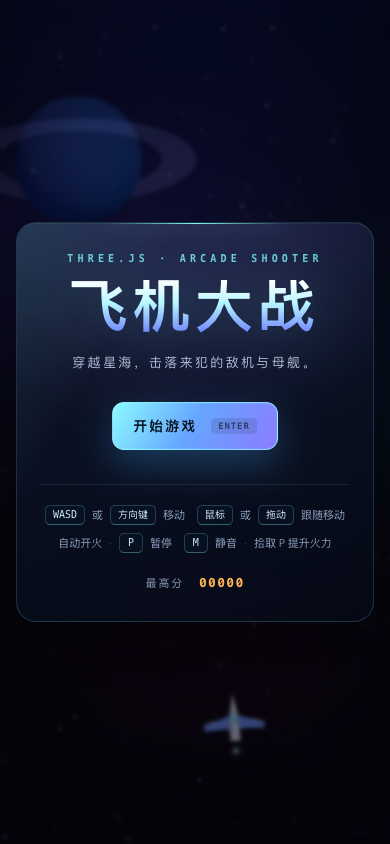 THREE.JS · ARCADE SHOOTER
飞机大战
穿越星海，击落来犯的敌机与母舰。
开始游戏 ENTER
WASD 或 方向键 移动 鼠标 或 拖动 跟随移动
自动开火 · P 暂停 M 静音 · 拾取 P 提升火力
最高分 00000